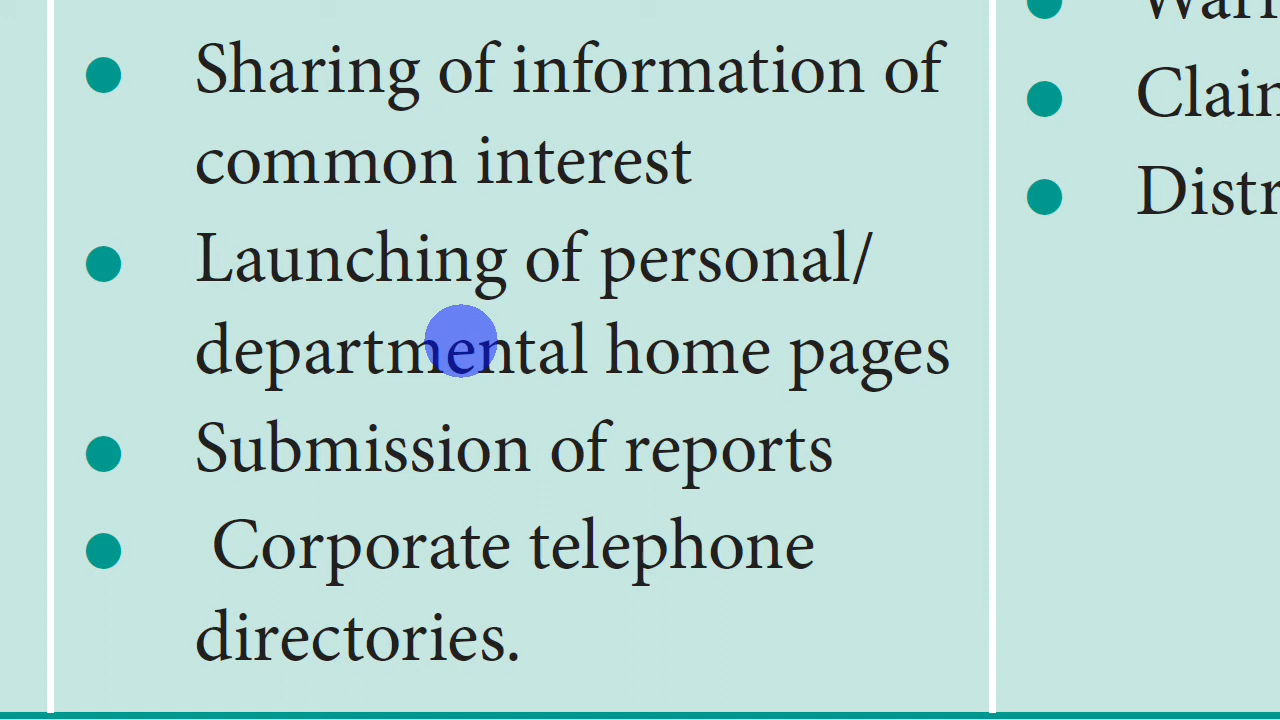 Sharing of information of
common interest
Launching of personal/
departmental home pages
Submission of reports
Corporate telephone
directories.